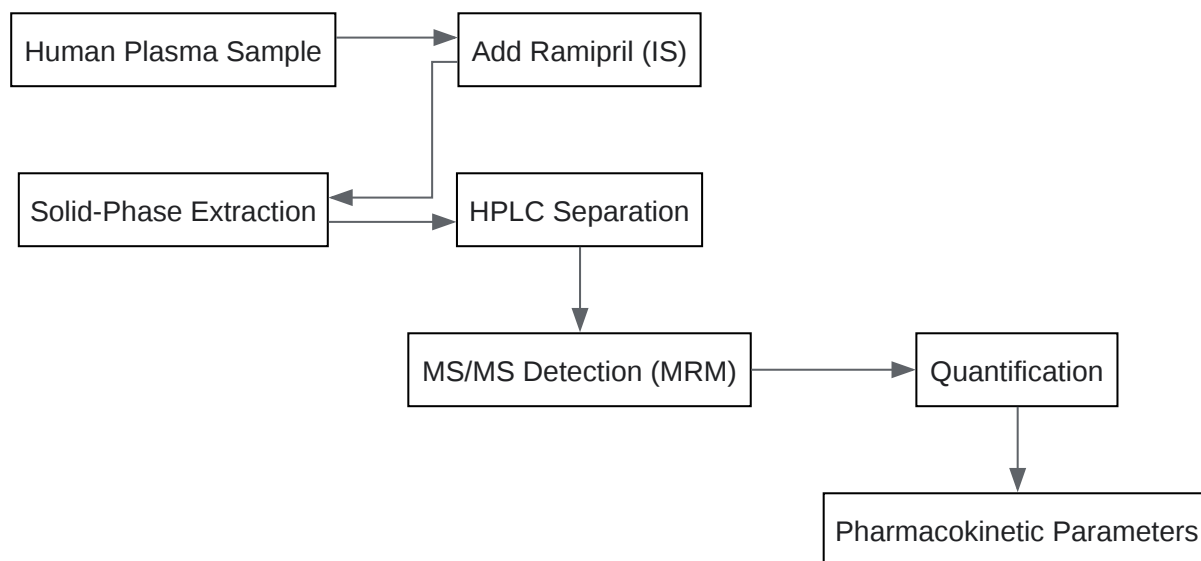 Human Plasma Sample
Add Ramipril (IS)
Solid-Phase Extraction
HPLC Separation
MS/MS Detection (MRM)
Quantification
Pharmacokinetic Parameters